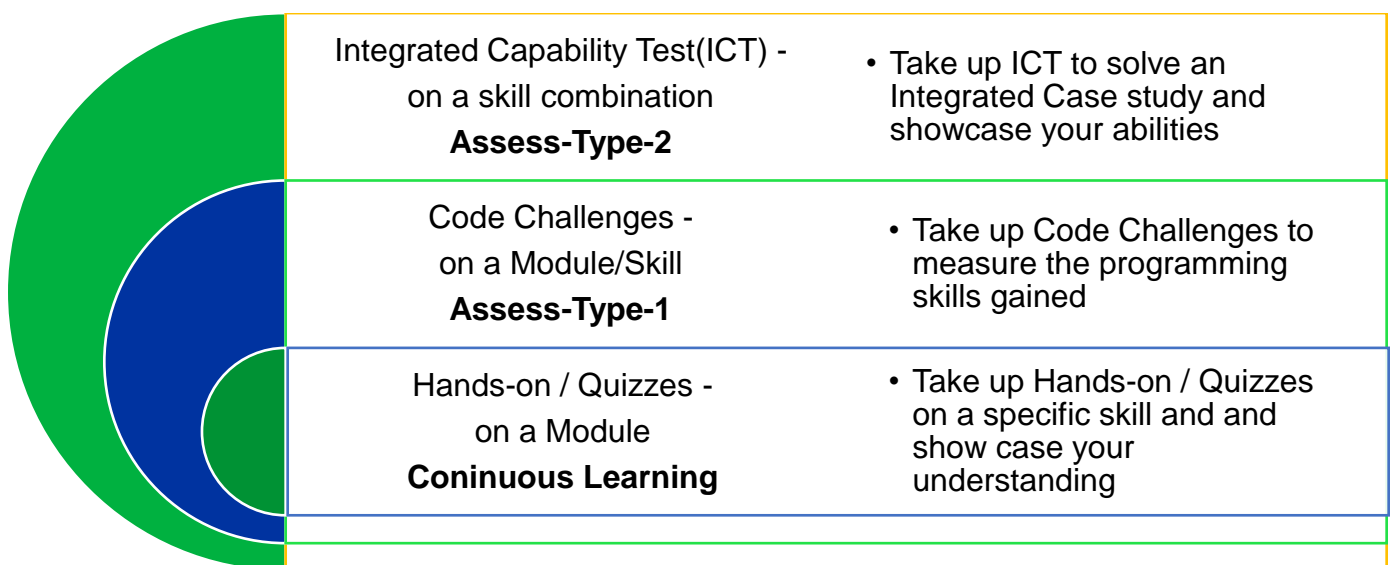 Integrated Capability Test(ICT) -
on a skill combination
Assess-Type-2
• Take up ICT to solve an
Integrated Case study and
showcase your abilities
Code Challenges -
on a Module/Skill
Assess-Type-1
• Take up Code Challenges to
measure the programming
skills gained
Hands-on / Quizzes -
on a Module
Coninuous Learning
• Take up Hands-on / Quizzes
on a specific skill and and
show case your
understanding